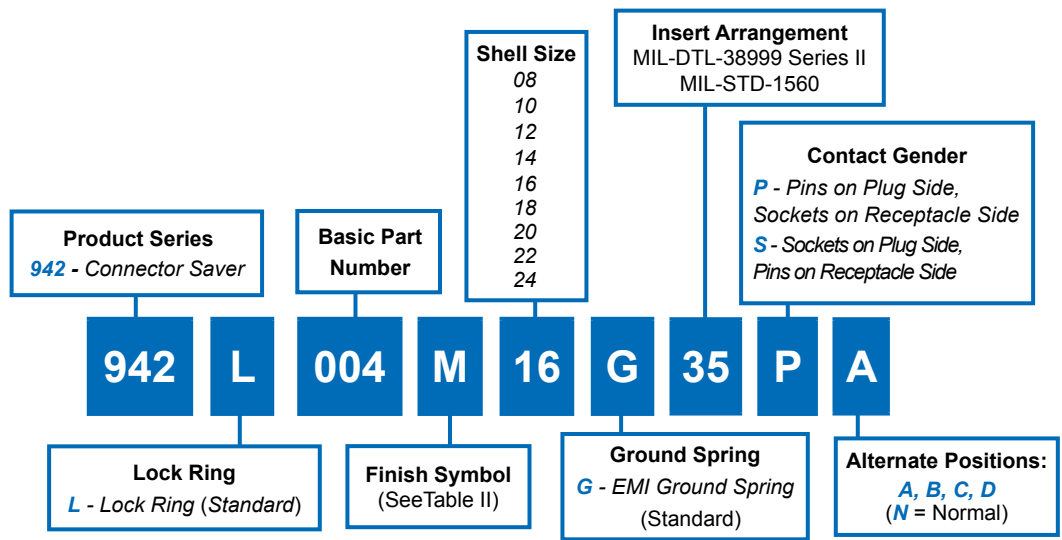 Insert Arrangement
MIL-DTL-38999 Series II
MIL-STD-1560
Shell Size
08
10
12
14
16
18
20
22
24
Contact Gender
P - Pins on Plug Side,
Sockets on Receptacle Side
S - Sockets on Plug Side,
Pins on Receptacle Side
Product Series
942 - Connector Saver
Basic Part
Number
942 L 004 M 16 G 35 P A
Lock Ring
L - Lock Ring (Standard)
Finish Symbol
(SeeTable II)
Ground Spring
G - EMI Ground Spring
(Standard)
Alternate Positions:
A, B, C, D
(N = Normal)